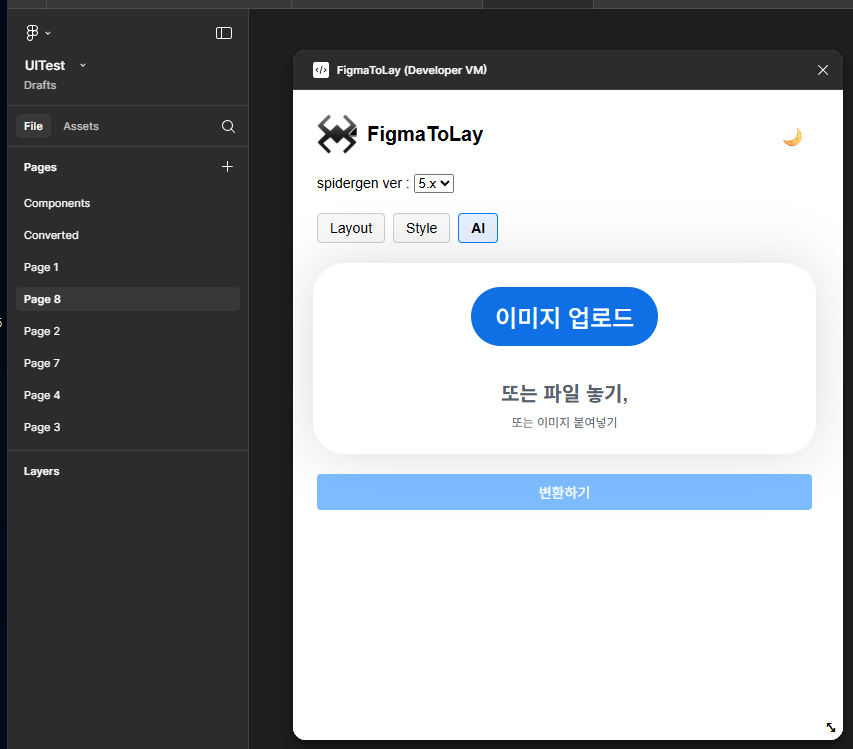 UITest
Drafts
File
Assets
Pages
Components
Converted
Page 1
Page 8
Page 2
Page 7
Page 4
Page 3
Layers
FigmaToLay (Developer VM)
FigmaToLay
spidergen ver : 5.x
Layout
Style
AI
이미지 업로드
또는 파일 놓기,
또는 이미지 붙여넣기
변환하기